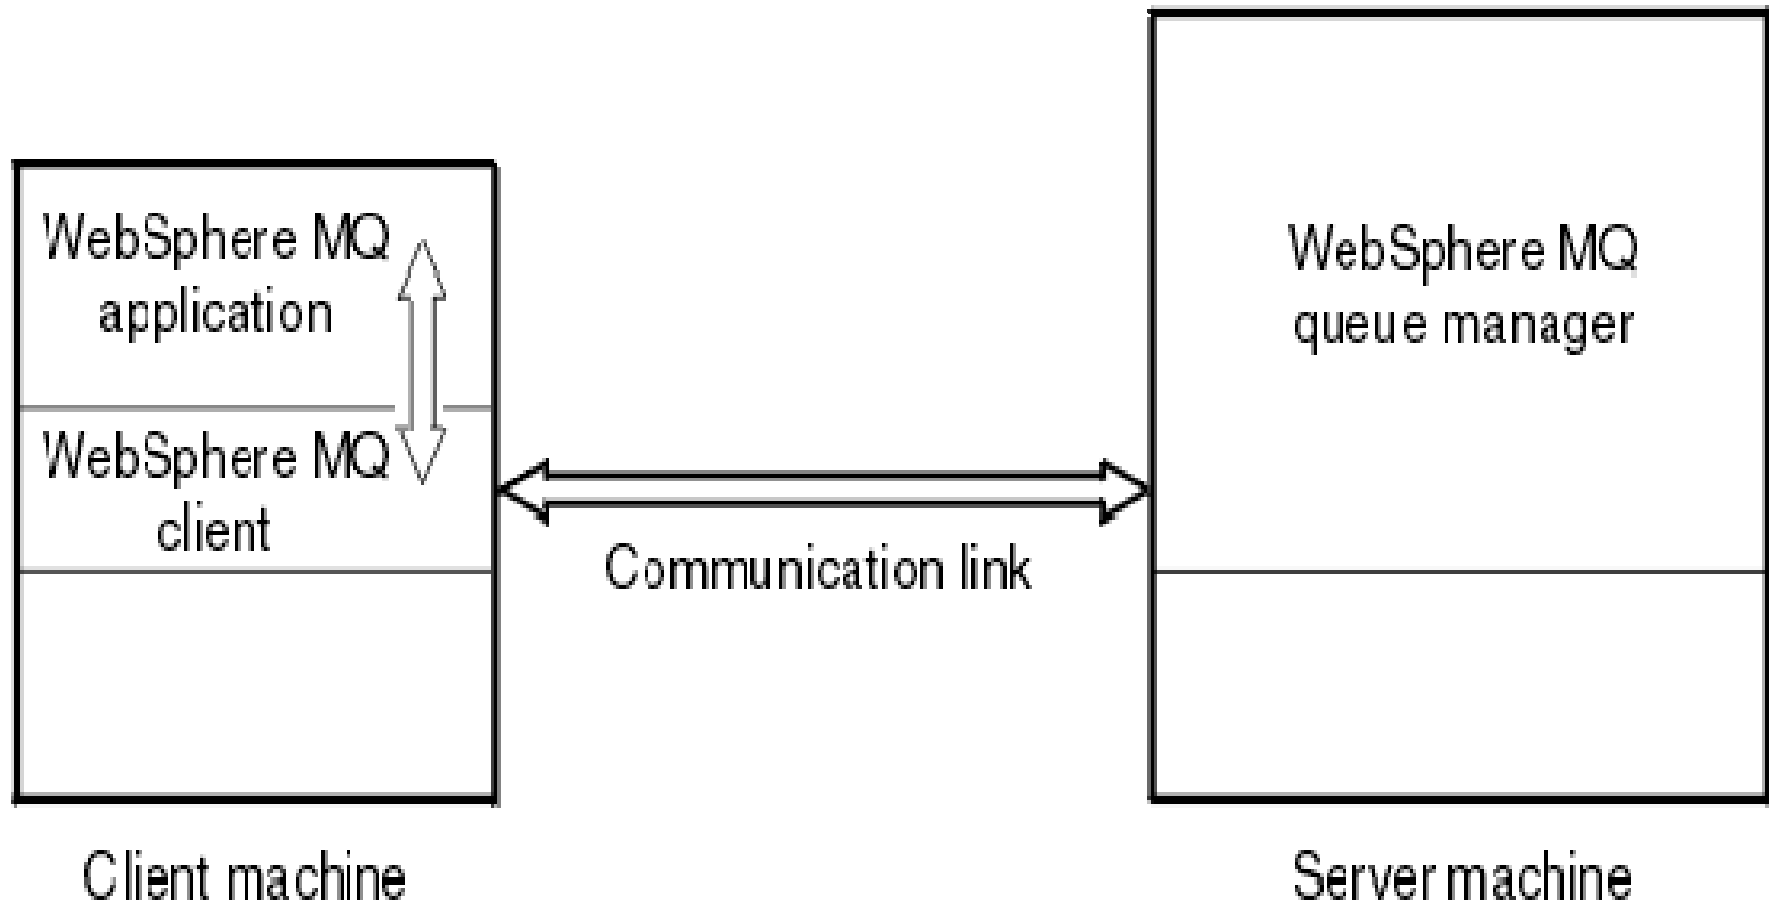 WebSphere MQ
application
WebSphere MQ
client
Communication link
WebSphere MQ
queue manager
Client machine
Server machine